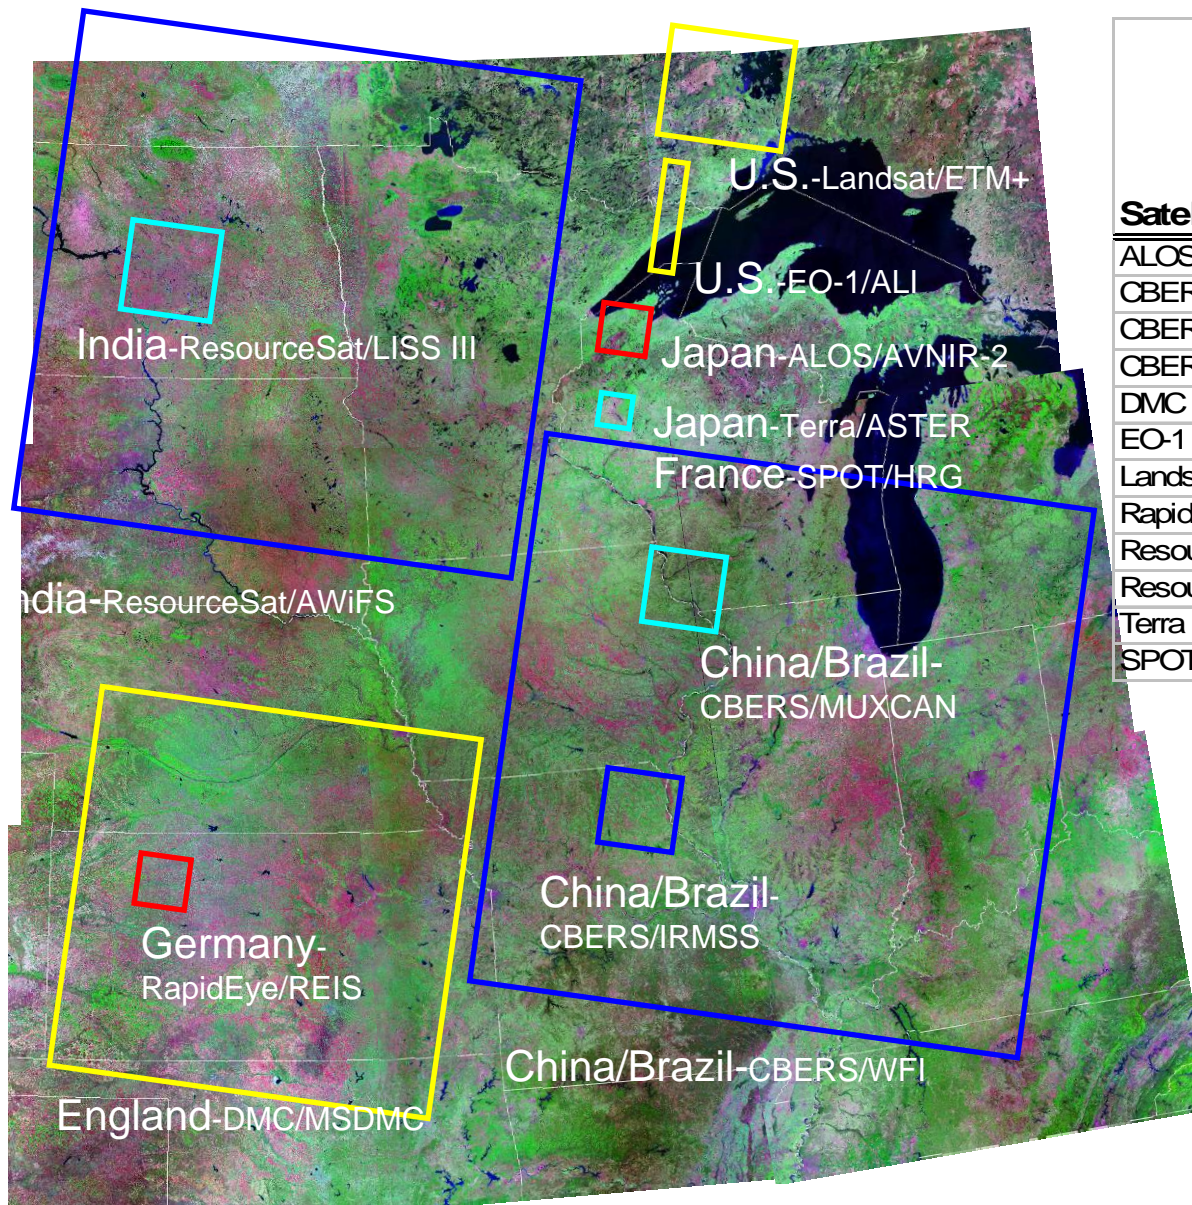 U.S.-Landsat/ETM+
U.S.-EO-1/ALI
India-ResourceSat/LISS III
Japan-ALOS/AVNIR-2
Japan-Terra/ASTER
France-SPOT/HRG
ndia-ResourceSat/AWiFS
China/Brazil-
CBERS/MUXCAN
China/Brazil-
CBERS/IRMSS
Germany-
RapidEye/REIS
China/Brazil-CBERS/WFI
England-DMC/MSDMC
Satel
ALOS
CBER
CBER
CBER
DMC
EO-1
Lands
Rapid
Resou
Resou
Terra
SPOT